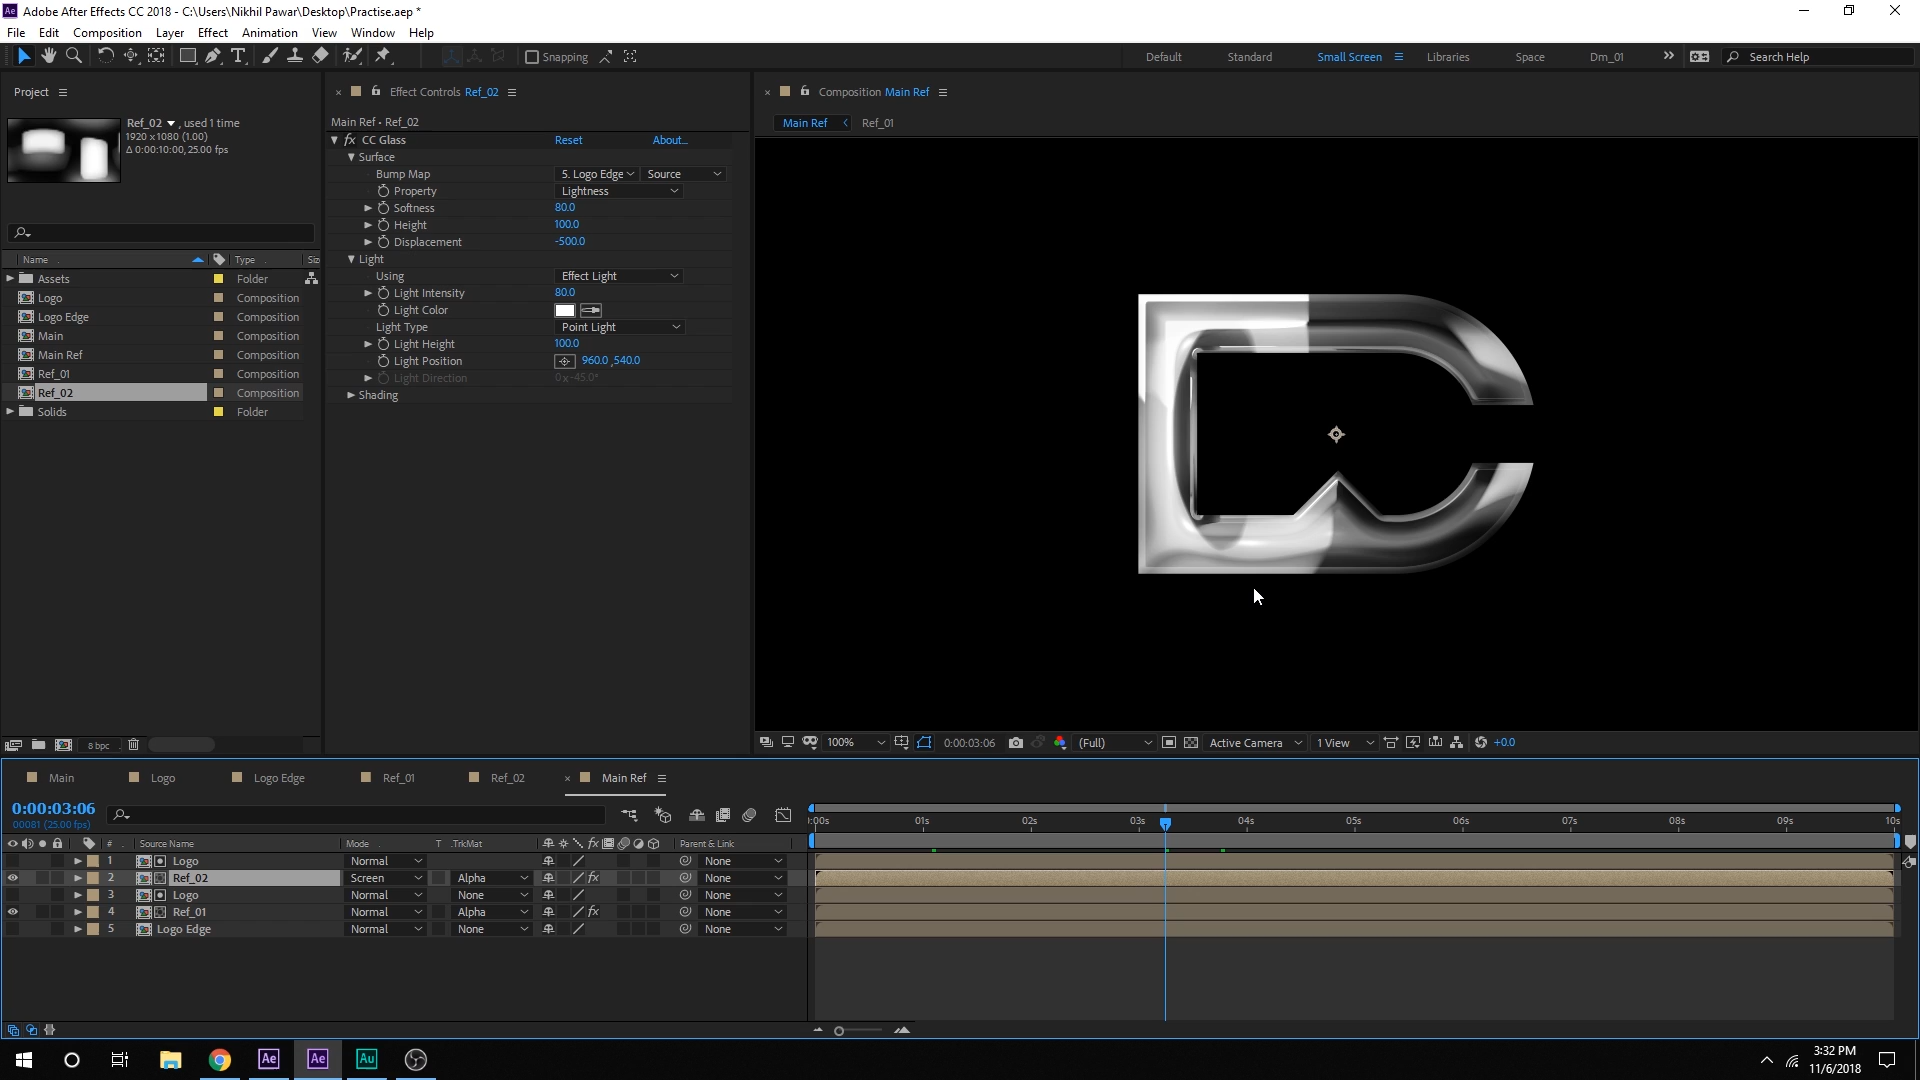 Adobe After Effects CC 2018 - C:\Users\Nikhil Pawar\Desktop\Practise.aep *
File Edit Composition Layer Effect Animation View Window Help
Snapping
Default Standard Small Screen Libraries Space Dm_01 Search Help
Project
Ref_02 , used 1 time
1920 x 1080 (1.00)
Δ 0:00:10:00, 25.00 fps
Name Type Siz
Assets Folder
Logo Composition
Logo Edge Composition
Main Composition
Main Ref Composition
Ref_01 Composition
Ref_02 Composition
Solids Folder
8 bpc
Effect Controls Ref_02
Main Ref • Ref_02
fx CC Glass Reset About...
Surface
Bump Map 5. Logo Edge Source
Property Lightness
Softness 80.0
Height 100.0
Displacement -500.0
Light
Using Effect Light
Light Intensity 80.0
Light Color
Light Type Point Light
Light Height 100.0
Light Position 960.0 ,540.0
Light Direction 0 x -45.0°
Shading
Composition Main Ref
Main Ref Ref_01
100% 0:00:03:06 (Full) Active Camera 1 View +0.0
Main Logo Logo Edge Ref_01 Ref_02 Main Ref
0:00:03:06
00081 (25.00 fps)
:00s 01s 02s 03s 04s 05s 06s 07s 08s 09s 10s
# Source Name Mode T .TrkMat fx Parent & Link
1 Logo Normal None
2 Ref_02 Screen Alpha fx None
3 Logo Normal None None
4 Ref_01 Normal Alpha fx None
5 Logo Edge Normal None None
Ae Ae Au
3:32 PM
11/6/2018